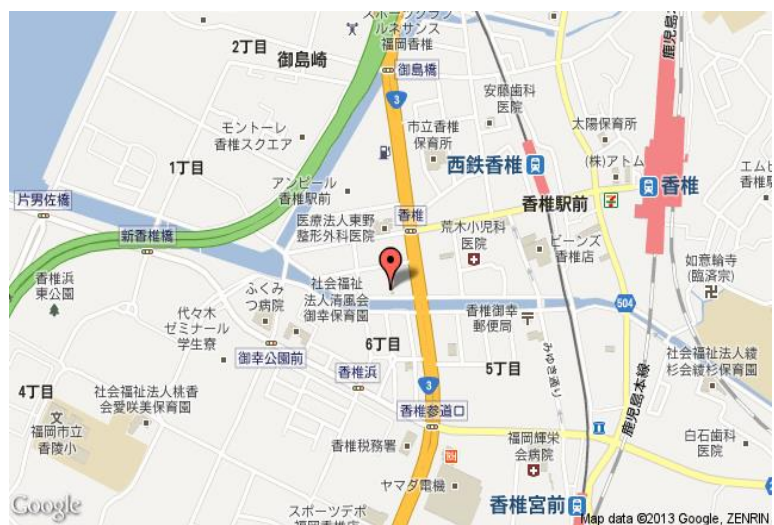 スポーツクラブ
ルネサンス
福岡香椎
2丁目
御島崎
御島橋
3
鹿児島
安藤歯科
医院
市立香椎
保育所
太陽保育所
モントーレ
香椎スクエア
西鉄香椎
(株)アトム
香椎
エムピ
香椎駅
1丁目
アンピール
香椎駅前
片男佐橋
香椎駅前
医療法人東野
整形外科医院
香椎
荒木小児科
医院
新香椎橋
ビーンズ
香椎店
如意輪寺
(臨済宗)
香椎浜
東公園
ふくみ
つ病院
社会福祉
法人清風会
御幸保育園
504
代々木
ゼミナール
学生寮
香椎御幸
郵便局
6丁目
御幸公園前
みゆき通り
社会福祉法人綾
杉会綾杉保育園
5丁目
香椎浜
3
4丁目
社会福祉法人桃香
会愛咲美保育園
香椎参道口
鹿児島本線
福岡市立
香陵小
香椎税務署
福岡輝栄
会病院
白石歯科
医院
RH
ヤマダ電機
香椎宮前
スポーツデポ
福岡香椎店
Google
Map data ©2013 Google, ZENRIN